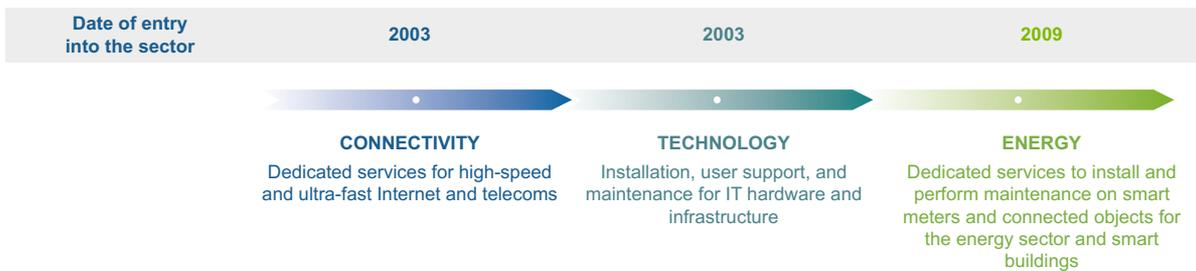 Date of entry
into the sector
2003
2003
2009
CONNECTIVITY
Dedicated services for high-speed
and ultra-fast Internet and telecoms
TECHNOLOGY
Installation, user support, and
maintenance for IT hardware and
infrastructure
ENERGY
Dedicated services to install and
perform maintenance on smart
meters and connected objects for
the energy sector and smart
buildings